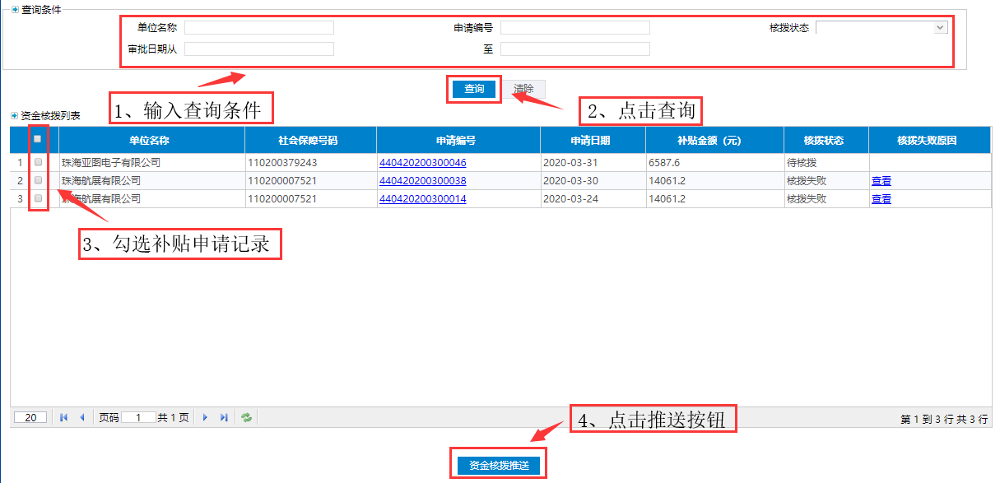 查询条件
单位名称 申请编号 核拨状态
审批日期从 至
查询 清除
1、输入查询条件
2、点击查询
资金核拨列表
单位名称 社会保障号码 申请编号 申请日期 补贴金额（元） 核拨状态 核拨失败原因
1 珠海亚图电子有限公司 110200379243 440420200300046 2020-03-31 6587.6 待核拨
2 珠海航展有限公司 110200007521 440420200300038 2020-03-30 14061.2 核拨失败 查看
3 珠海航展有限公司 110200007521 440420200300014 2020-03-24 14061.2 核拨失败 查看
3、勾选补贴申请记录
20 页码 1 共 1 页 第 1 到 3 行 共 3 行
4、点击推送按钮
资金核拨推送